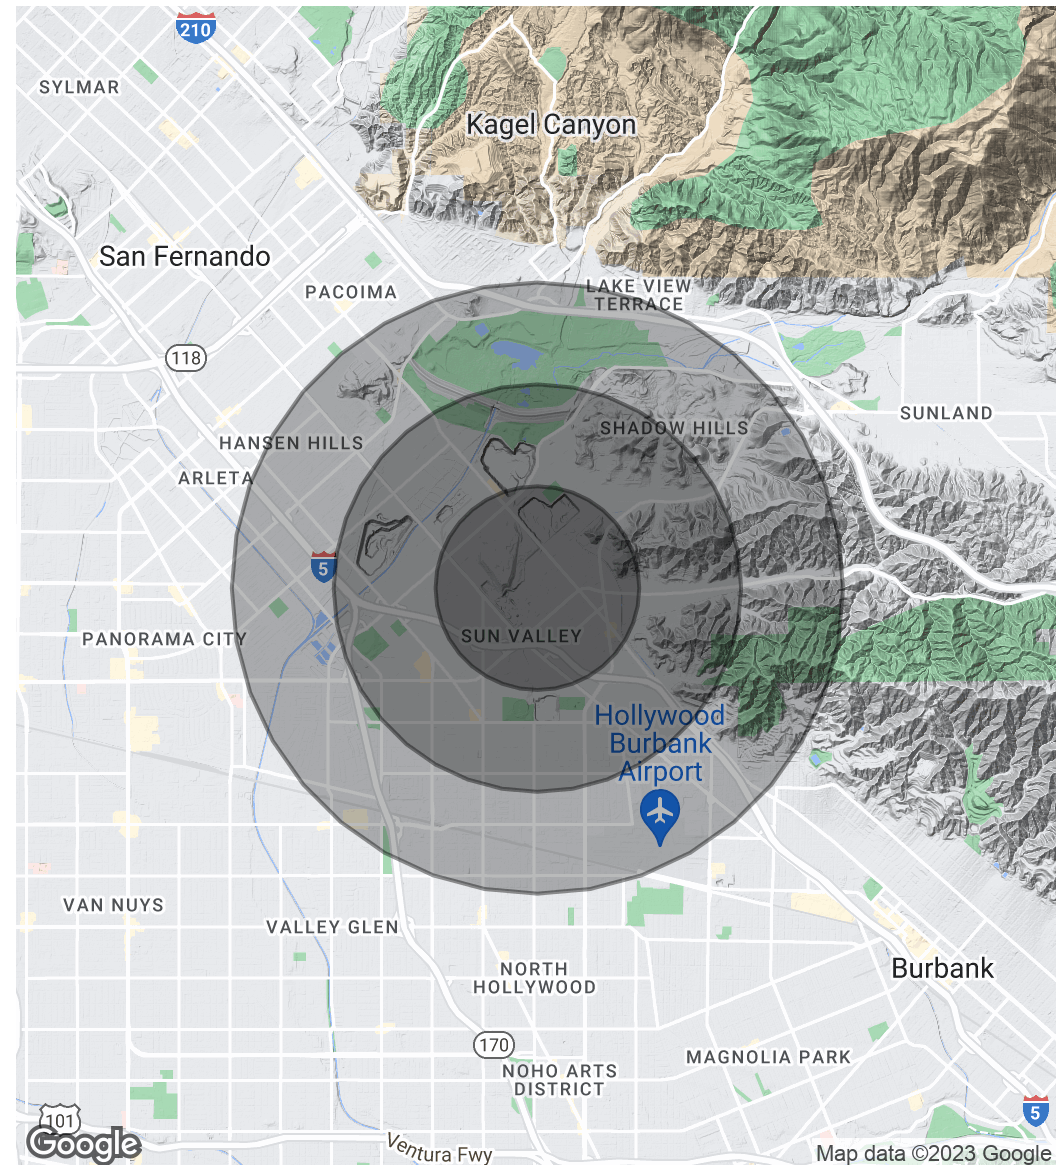 210
SYLMAR
Kagel Canyon
San Fernando
PACOIMA
LAKE VIEW
TERRACE
118
SUNLAND
SHADOW HILLS
HANSEN HILLS
ARLETA
5
SUN VALLEY
PANORAMA CITY
Hollywood
Burbank
Airport
VAN NUYS
VALLEY GLEN
NORTH
HOLLYWOOD
Burbank
170
MAGNOLIA PARK
NOHO ARTS
DISTRICT
5
101
Google
Ventura Fwy
Map data ©2023 Google